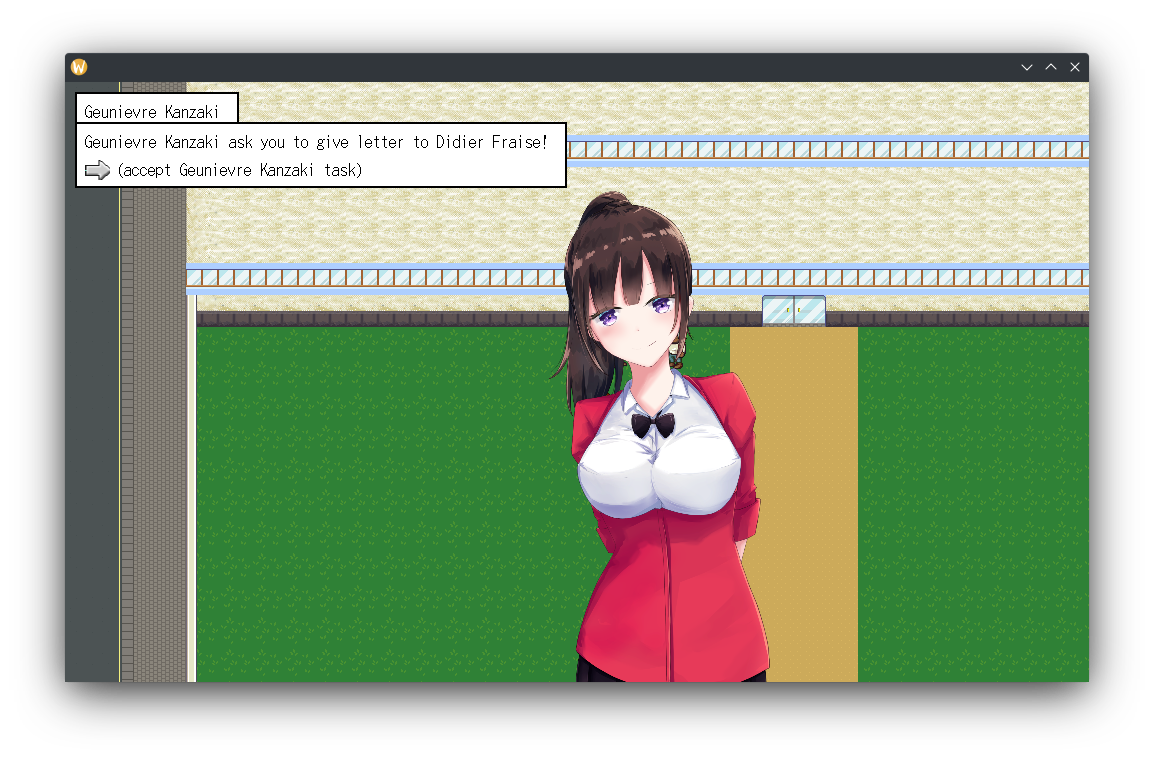 Geunievre Kanzaki
Geunievre Kanzaki ask you to give letter to Didier Fraise!
(accept Geunievre Kanzaki task)